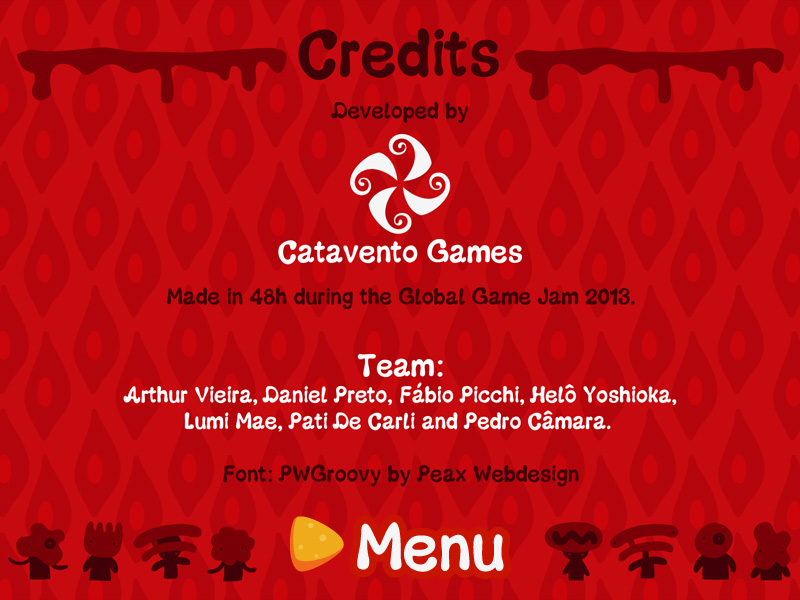 Credits
Developed by
Catavento Games
Made in 48h during the Global Game Jam 2013.
Team:
Arthur Vieira, Daniel Preto, Fábio Picchi, Helô Yoshioka,
Lumi Mae, Pati De Carli and Pedro Câmara.
Font: PWGroovy by Peax Webdesign
Menu